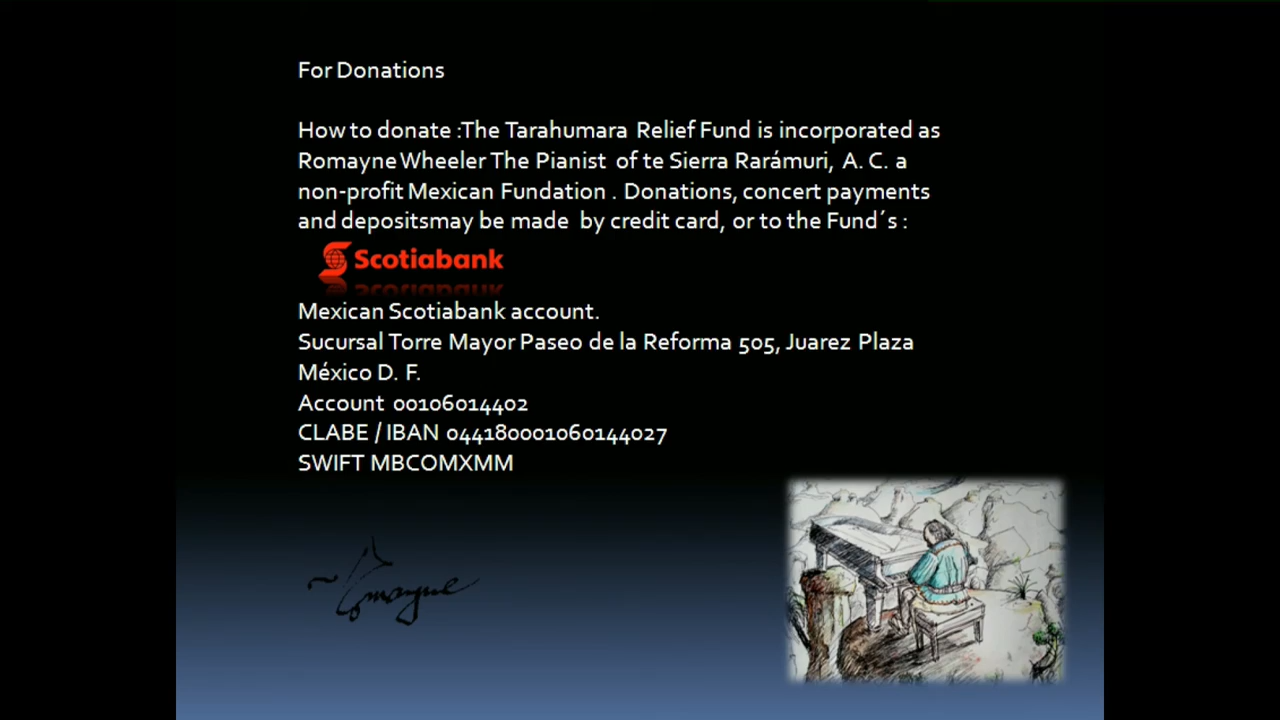 For Donations
How to donate :The Tarahumara Relief Fund is incorporated as
Romayne Wheeler The Pianist of te Sierra Rarámuri, A. C. a
non-profit Mexican Fundation . Donations, concert payments
and depositsmay be made by credit card, or to the Fund´s :
Scotiabank
Mexican Scotiabank account.
Sucursal Torre Mayor Paseo de la Reforma 505, Juarez Plaza
México D. F.
Account 00106014402
CLABE / IBAN 044180001060144027
SWIFT MBCOMXMM
~Romayne